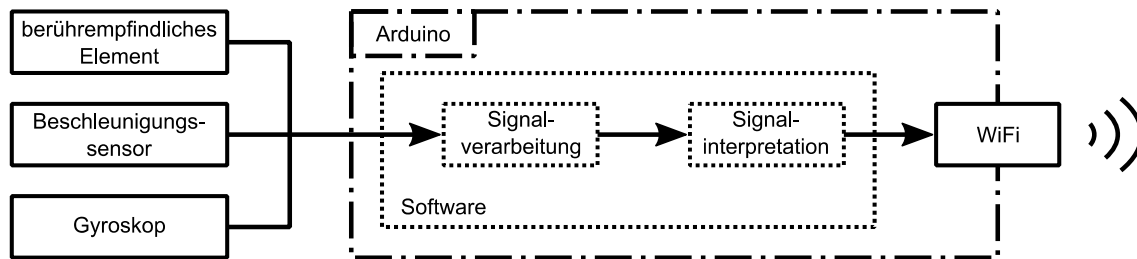 berührempfindliches
Element
Beschleunigungs-
sensor
Gyroskop
Arduino
Signal-
verarbeitung
Signal-
interpretation
Software
WiFi